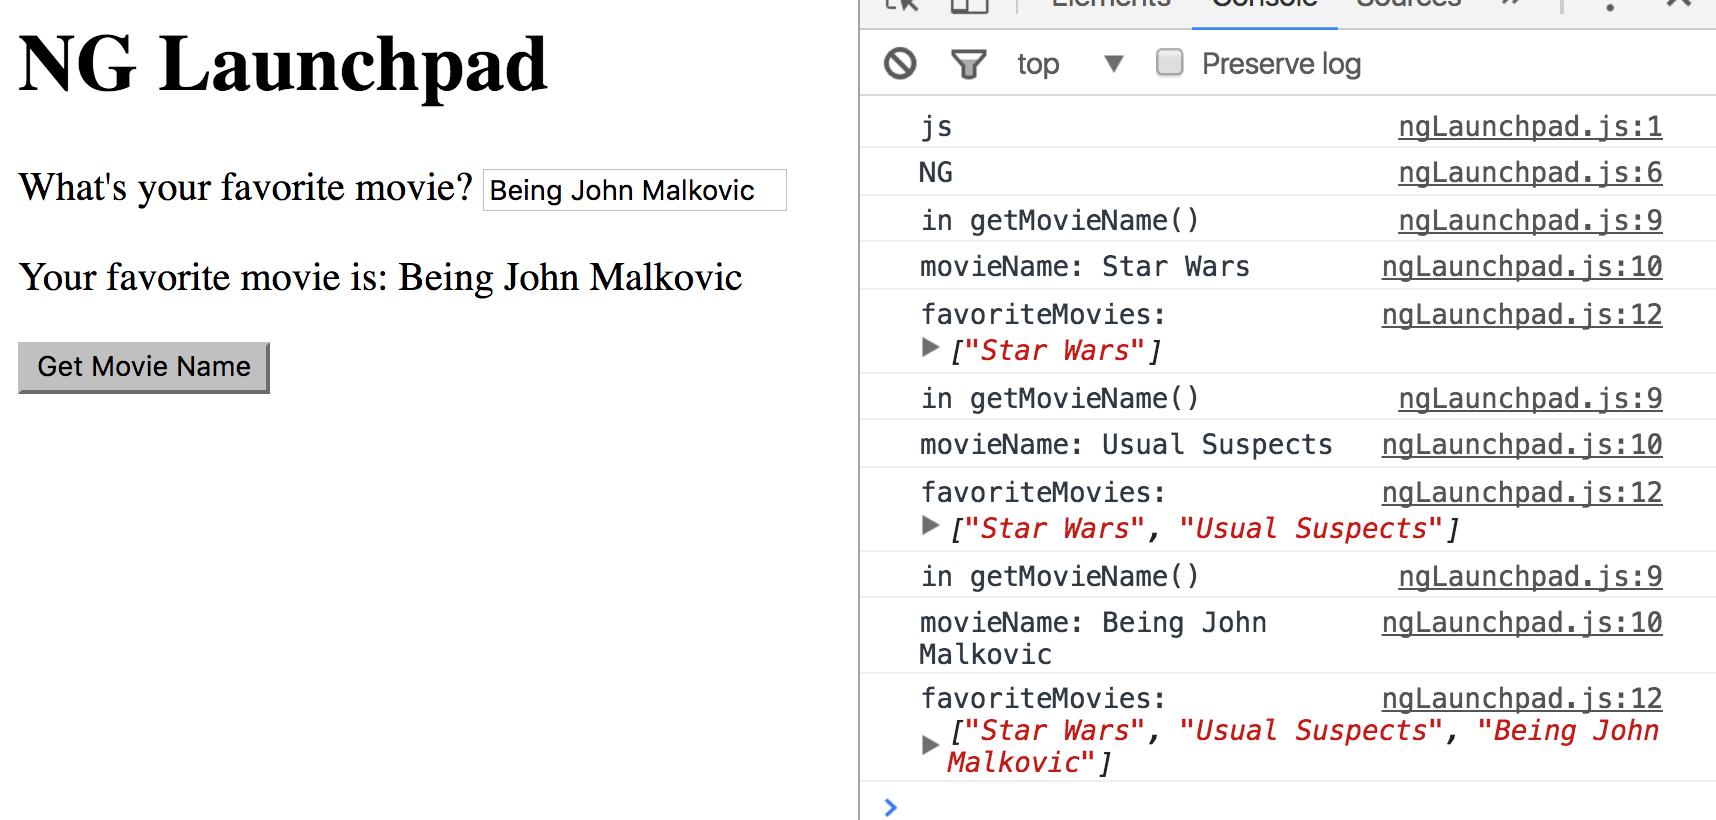 NG Launchpad
What's your favorite movie? Being John Malkovic
Your favorite movie is: Being John Malkovic
Get Movie Name
Elements Console Sources »
top ▼ Preserve log
js ngLaunchpad.js:1
NG ngLaunchpad.js:6
in getMovieName() ngLaunchpad.js:9
movieName: Star Wars ngLaunchpad.js:10
favoriteMovies: ngLaunchpad.js:12
["Star Wars"]
in getMovieName() ngLaunchpad.js:9
movieName: Usual Suspects ngLaunchpad.js:10
favoriteMovies: ngLaunchpad.js:12
["Star Wars", "Usual Suspects"]
in getMovieName() ngLaunchpad.js:9
movieName: Being John ngLaunchpad.js:10
Malkovic
favoriteMovies: ngLaunchpad.js:12
["Star Wars", "Usual Suspects", "Being John
Malkovic"]